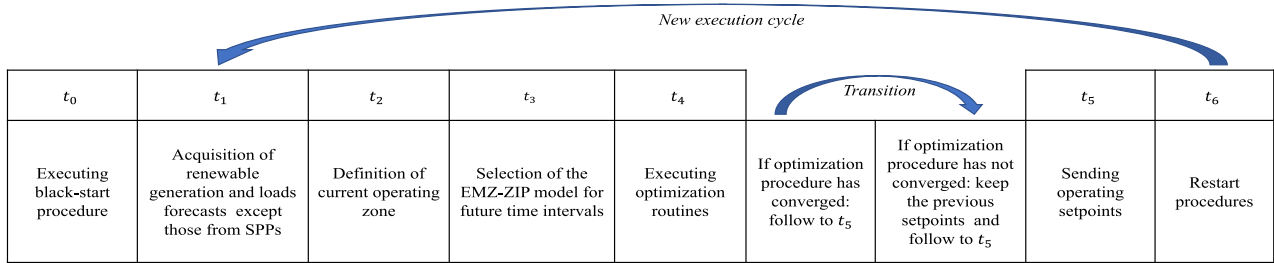 New execution cycle
t0
t1
t2
t3
t4
Transition
t5
t6
Executing
black-start
procedure
Acquisition of
renewable
generation and loads
forecasts except
those from SPPs
Definition of
current operating
zone
Selection of the
EMZ-ZIP model for
future time intervals
Executing
optimization
routines
If optimization
procedure has
converged:
follow to t5
If optimization
procedure has not
converged: keep
the previous
setpoints and
follow to t5
Sending
operating
setpoints
Restart
procedures